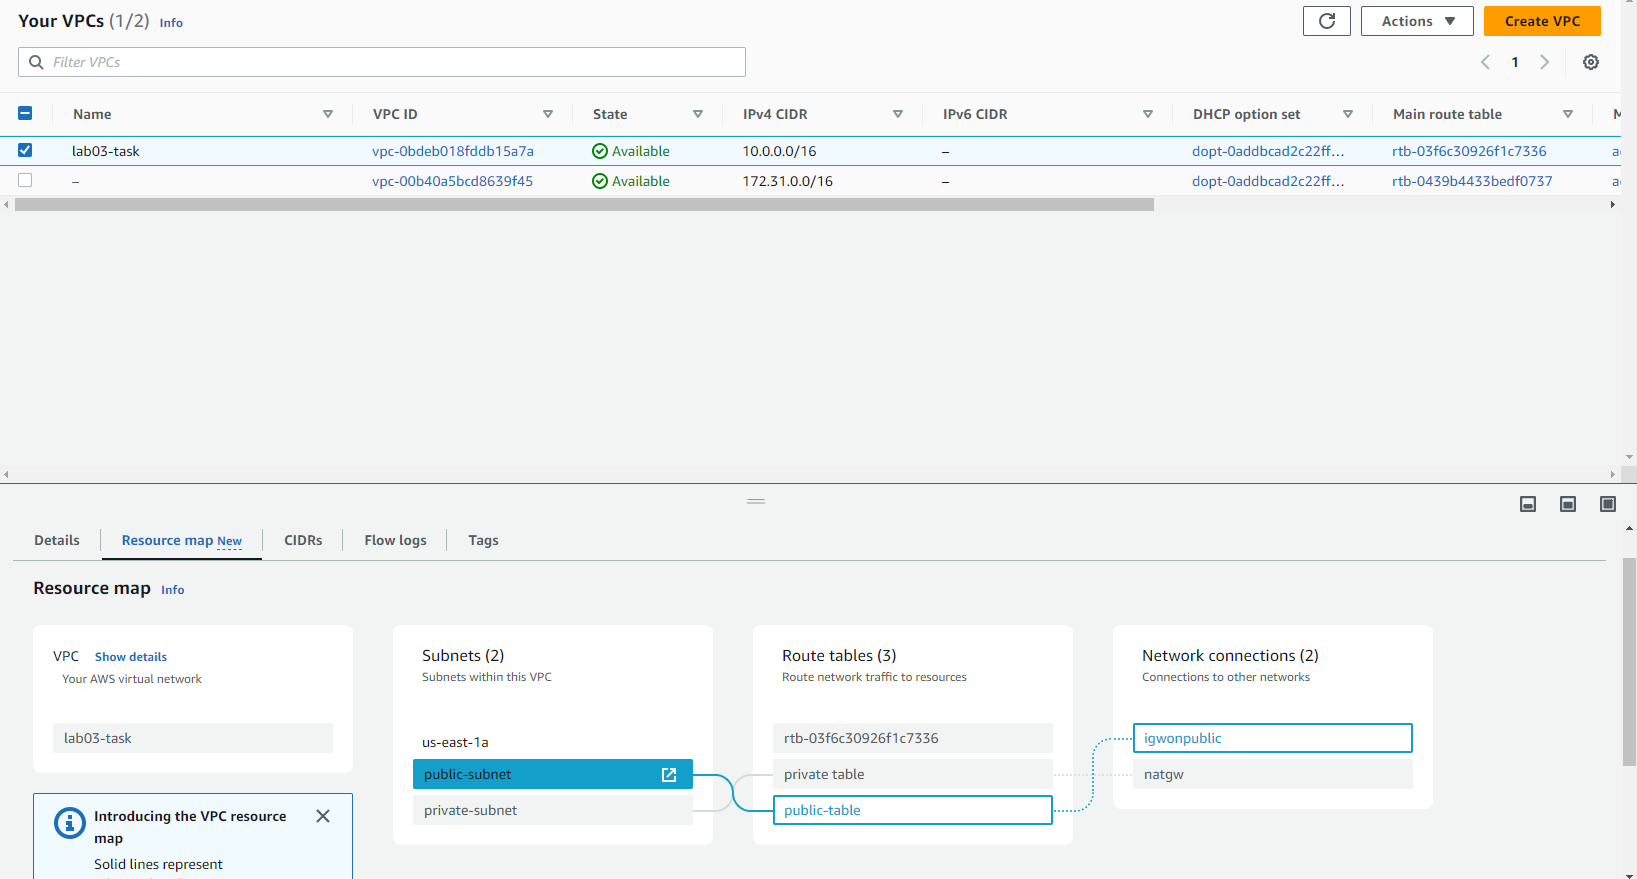 Your VPCs (1/2) Info
Actions
Create VPC
Filter VPCs
1
Name VPC ID State IPv4 CIDR IPv6 CIDR DHCP option set Main route table
lab03-task vpc-0bdeb018fddb15a7a Available 10.0.0.0/16 – dopt-0addbcad2c22ff... rtb-03f6c30926f1c7336
– vpc-00b40a5bcd8639f45 Available 172.31.0.0/16 – dopt-0addbcad2c22ff... rtb-0439b4433bedf0737
Details Resource map New CIDRs Flow logs Tags
Resource map Info
VPC Show details
Your AWS virtual network
lab03-task
Subnets (2)
Subnets within this VPC
us-east-1a
public-subnet
private-subnet
Route tables (3)
Route network traffic to resources
rtb-03f6c30926f1c7336
private table
public-table
Network connections (2)
Connections to other networks
igwonpublic
natgw
Introducing the VPC resource
map
Solid lines represent